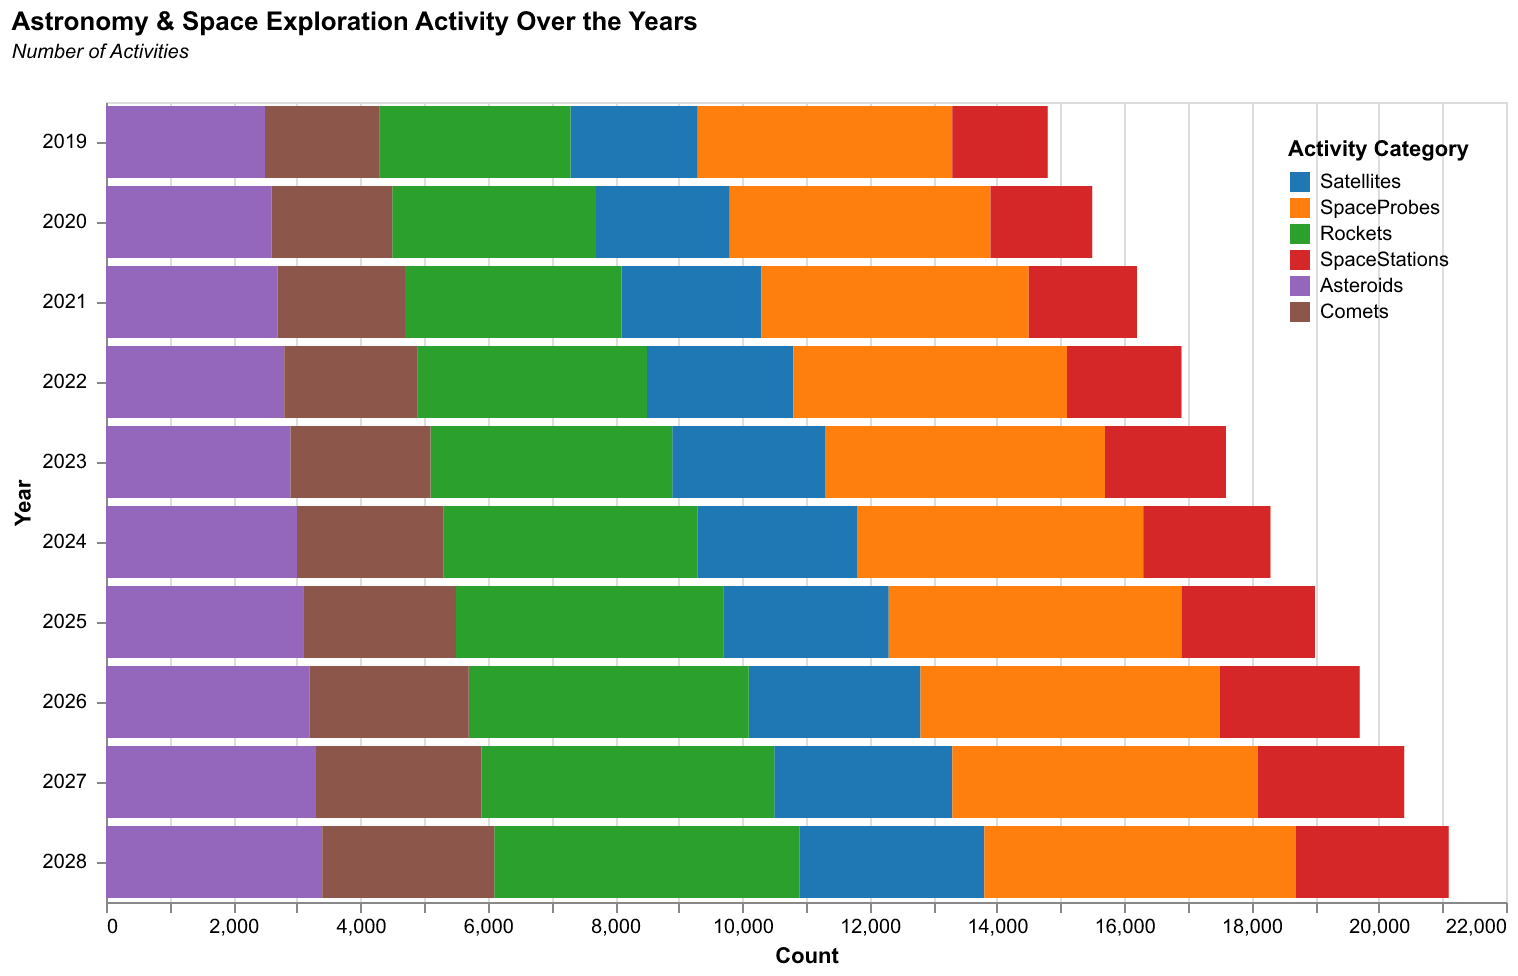 Astronomy & Space Exploration Activity Over the Years
Number of Activities
Activity Category
Satellites
SpaceProbes
Rockets
SpaceStations
Asteroids
Comets
Year
2019
2020
2021
2022
2023
2024
2025
2026
2027
2028
0 2,000 4,000 6,000 8,000 10,000 12,000 14,000 16,000 18,000 20,000 22,000
Count